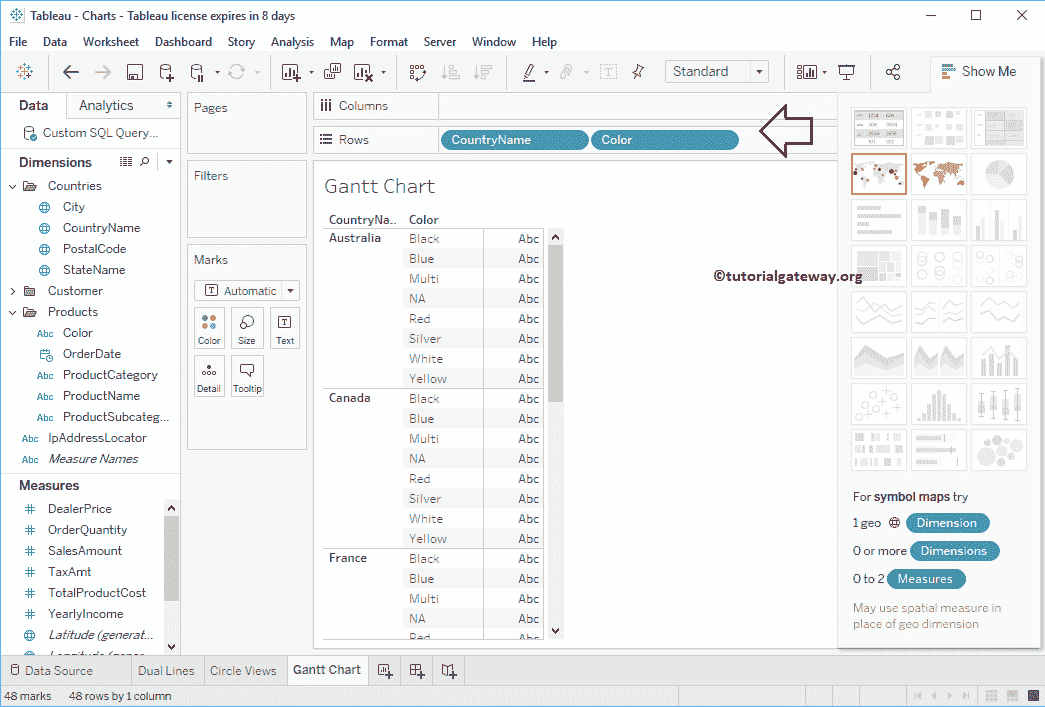 Tableau - Charts - Tableau license expires in 8 days
File Data Worksheet Dashboard Story Analysis Map Format Server Window Help
Standard
Show Me
Data Analytics
Custom SQL Query...
Dimensions
Countries
City
CountryName
PostalCode
StateName
Customer
Products
Abc Color
OrderDate
Abc ProductCategory
Abc ProductName
Abc ProductSubcateg...
Abc IpAddressLocator
Abc Measure Names
Measures
# DealerPrice
# OrderQuantity
# SalesAmount
# TaxAmt
# TotalProductCost
# YearlyIncome
Latitude (generat...
Pages
Filters
Marks
T Automatic
Color Size Text
Detail Tooltip
Columns
Rows CountryName Color
Gantt Chart
CountryNa.. Color
Australia Black Abc
Blue Abc
Multi Abc
NA Abc
Red Abc
Silver Abc
White Abc
Yellow Abc
Canada Black Abc
Blue Abc
Multi Abc
NA Abc
Red Abc
Silver Abc
White Abc
Yellow Abc
France Black Abc
Blue Abc
Multi Abc
NA Abc
Red Abc
©tutorialgateway.org
For symbol maps try
1 geo Dimension
0 or more Dimensions
0 to 2 Measures
May use spatial measure in
place of geo dimension
Data Source Dual Lines Circle Views Gantt Chart
48 marks 48 rows by 1 column